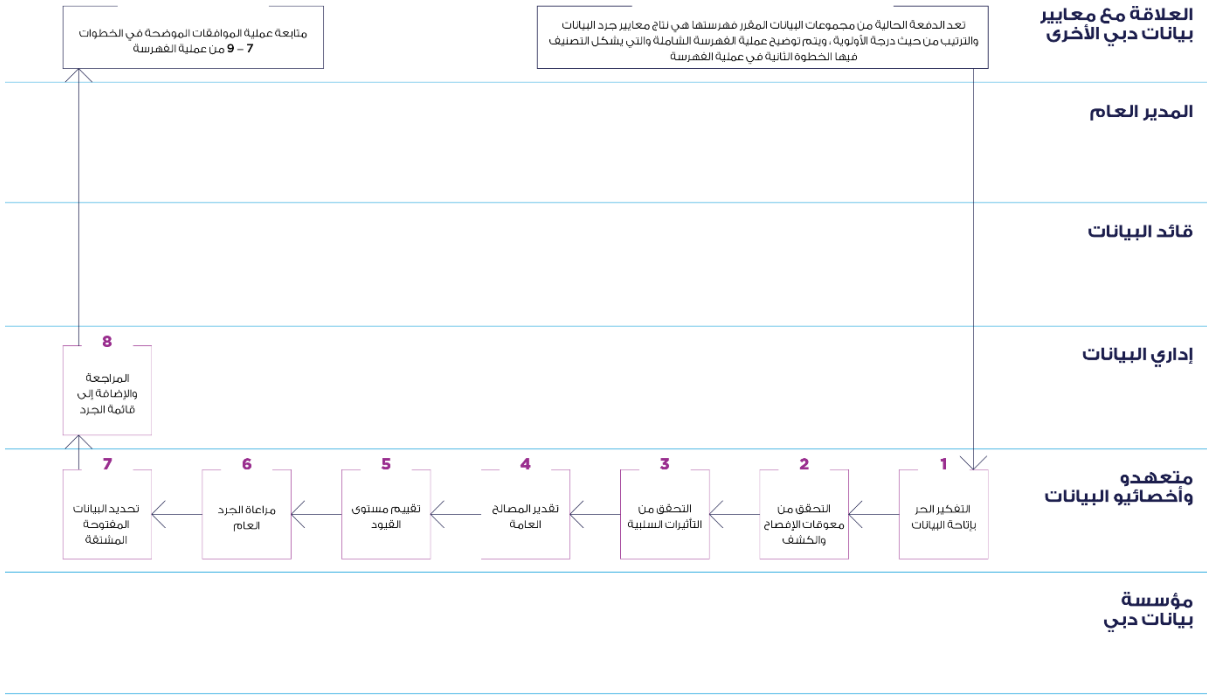 العلاقة مع معايير
بيانات دبي الأخرى
تعد الدفعة الحالية من مجموعات البيانات المقرر فهرستها هي نتاج معايير جرد البيانات
والترتيب من حيث درجة الأولوية ، ويتم توضيح عملية الفهرسة الشاملة والتي يشكل التصنيف
فيها الخطوة الثانية في عملية الفهرسة
متابعة عملية الموافقات الموضحة في الخطوات
7 – 9 من عملية الفهرسة
المدير العام
قائد البيانات
إداري البيانات
8
المراجعة
والإضافة إلى
قائمة الجرد
متعهدو
وأخصائيو البيانات
1
التفكير الحر
بإتاحة البيانات
2
التحقق من
معوقات الإفصاح
والكشف
3
التحقق من
التأثيرات السلبية
4
تقدير المصالح
العامة
5
تقييم مستوى
القيود
6
مراعاة الجرد
العام
7
تحديد البيانات
المفتوحة
المشتقة
مؤسسة
بيانات دبي